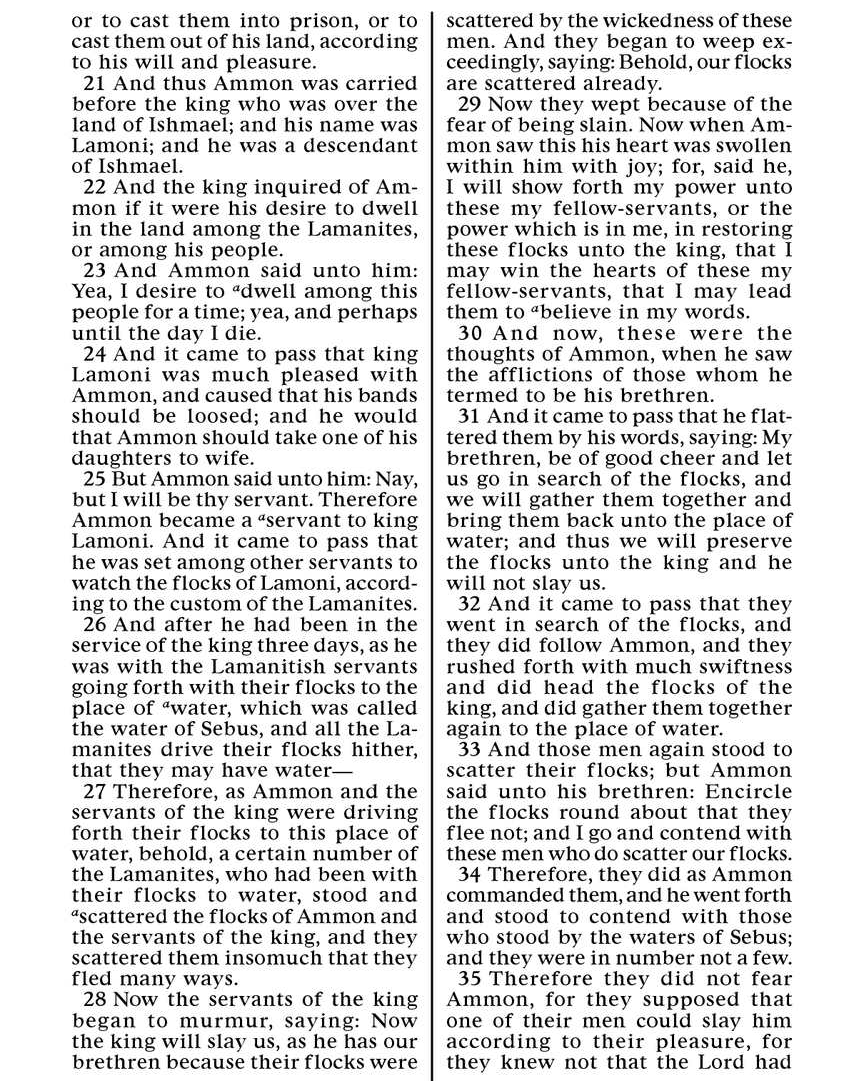 or to cast them into prison, or to
cast them out of his land, according
to his will and pleasure.
21 And thus Ammon was carried
before the king who was over the
land of Ishmael; and his name was
Lamoni; and he was a descendant
of Ishmael.
22 And the king inquired of Am-
mon if it were his desire to dwell
in the land among the Lamanites,
or among his people.
23 And Ammon said unto him:
Yea, I desire to ᵃdwell among this
people for a time; yea, and perhaps
until the day I die.
24 And it came to pass that king
Lamoni was much pleased with
Ammon, and caused that his bands
should be loosed; and he would
that Ammon should take one of his
daughters to wife.
25 But Ammon said unto him: Nay,
but I will be thy servant. Therefore
Ammon became a ᵃservant to king
Lamoni. And it came to pass that
he was set among other servants to
watch the flocks of Lamoni, accord-
ing to the custom of the Lamanites.
26 And after he had been in the
service of the king three days, as he
was with the Lamanitish servants
going forth with their flocks to the
place of ᵃwater, which was called
the water of Sebus, and all the La-
manites drive their flocks hither,
that they may have water—
27 Therefore, as Ammon and the
servants of the king were driving
forth their flocks to this place of
water, behold, a certain number of
the Lamanites, who had been with
their flocks to water, stood and
ᵃscattered the flocks of Ammon and
the servants of the king, and they
scattered them insomuch that they
fled many ways.
28 Now the servants of the king
began to murmur, saying: Now
the king will slay us, as he has our
brethren because their flocks were
scattered by the wickedness of these
men. And they began to weep ex-
ceedingly, saying: Behold, our flocks
are scattered already.
29 Now they wept because of the
fear of being slain. Now when Am-
mon saw this his heart was swollen
within him with joy; for, said he,
I will show forth my power unto
these my fellow-servants, or the
power which is in me, in restoring
these flocks unto the king, that I
may win the hearts of these my
fellow-servants, that I may lead
them to ᵃbelieve in my words.
30 And now, these were the
thoughts of Ammon, when he saw
the afflictions of those whom he
termed to be his brethren.
31 And it came to pass that he flat-
tered them by his words, saying: My
brethren, be of good cheer and let
us go in search of the flocks, and
we will gather them together and
bring them back unto the place of
water; and thus we will preserve
the flocks unto the king and he
will not slay us.
32 And it came to pass that they
went in search of the flocks, and
they did follow Ammon, and they
rushed forth with much swiftness
and did head the flocks of the
king, and did gather them together
again to the place of water.
33 And those men again stood to
scatter their flocks; but Ammon
said unto his brethren: Encircle
the flocks round about that they
flee not; and I go and contend with
these men who do scatter our flocks.
34 Therefore, they did as Ammon
commanded them, and he went forth
and stood to contend with those
who stood by the waters of Sebus;
and they were in number not a few.
35 Therefore they did not fear
Ammon, for they supposed that
one of their men could slay him
according to their pleasure, for
they knew not that the Lord had